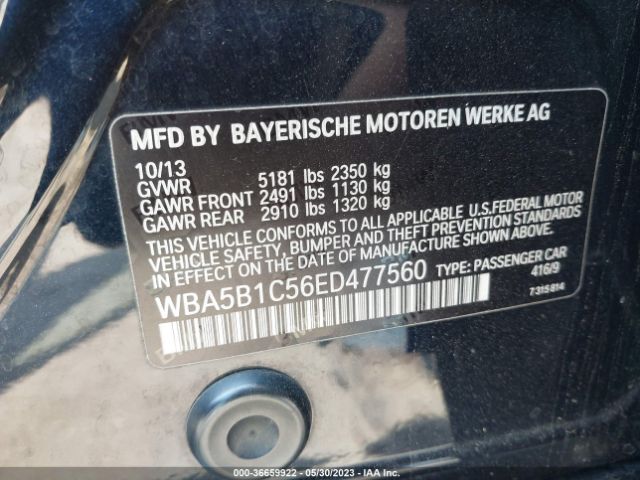 MFD BY BAYERISCHE MOTOREN WERKE AG
10/13
GVWR 5181 lbs 2350 kg
GAWR FRONT 2491 lbs 1130 kg
GAWR REAR 2910 lbs 1320 kg
THIS VEHICLE CONFORMS TO ALL APPLICABLE U.S.FEDERAL MOTOR
VEHICLE SAFETY, BUMPER AND THEFT PREVENTION STANDARDS
IN EFFECT ON THE DATE OF MANUFACTURE SHOWN ABOVE.
WBA5B1C56ED477560 TYPE: PASSENGER CAR
416/9
7315814
000-36659922 - 05/30/2023 - IAA Inc.